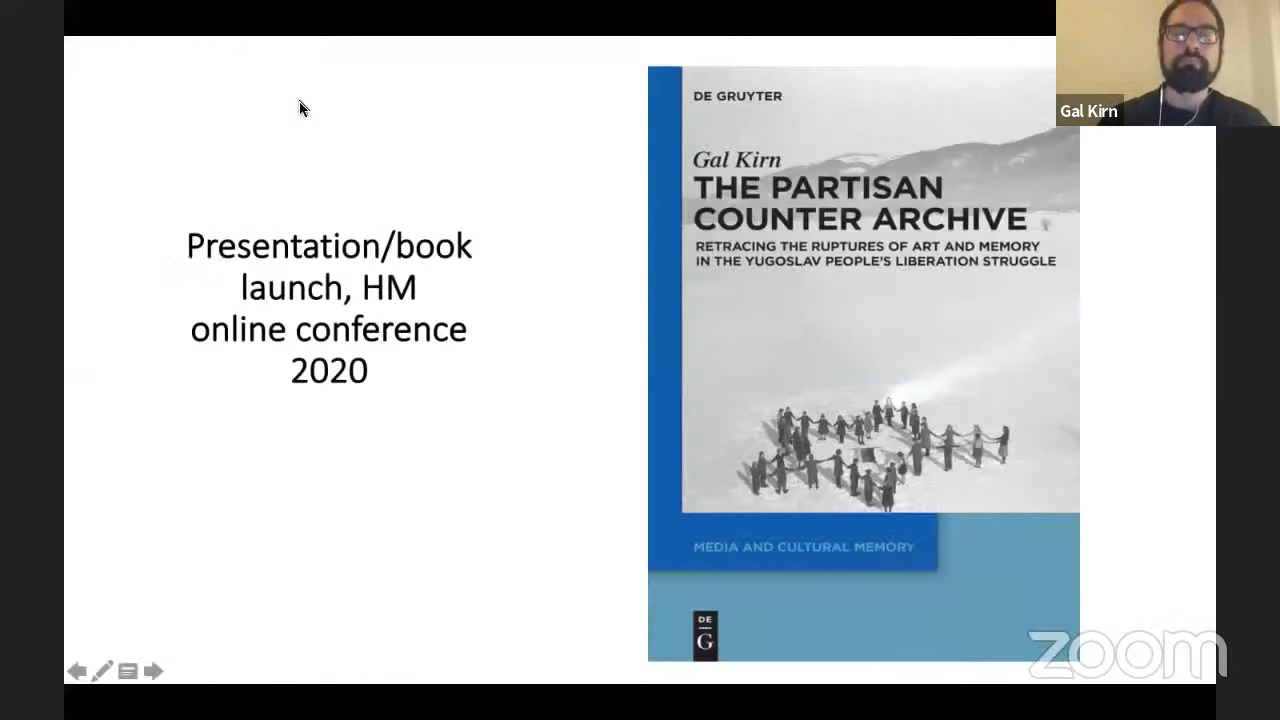 Presentation/book
launch, HM
online conference
2020
DE GRUYTER
Gal Kirn
THE PARTISAN
COUNTER ARCHIVE
RETRACING THE RUPTURES OF ART AND MEMORY
IN THE YUGOSLAV PEOPLE'S LIBERATION STRUGGLE
MEDIA AND CULTURAL MEMORY
DE
G
Gal Kirn
zoom